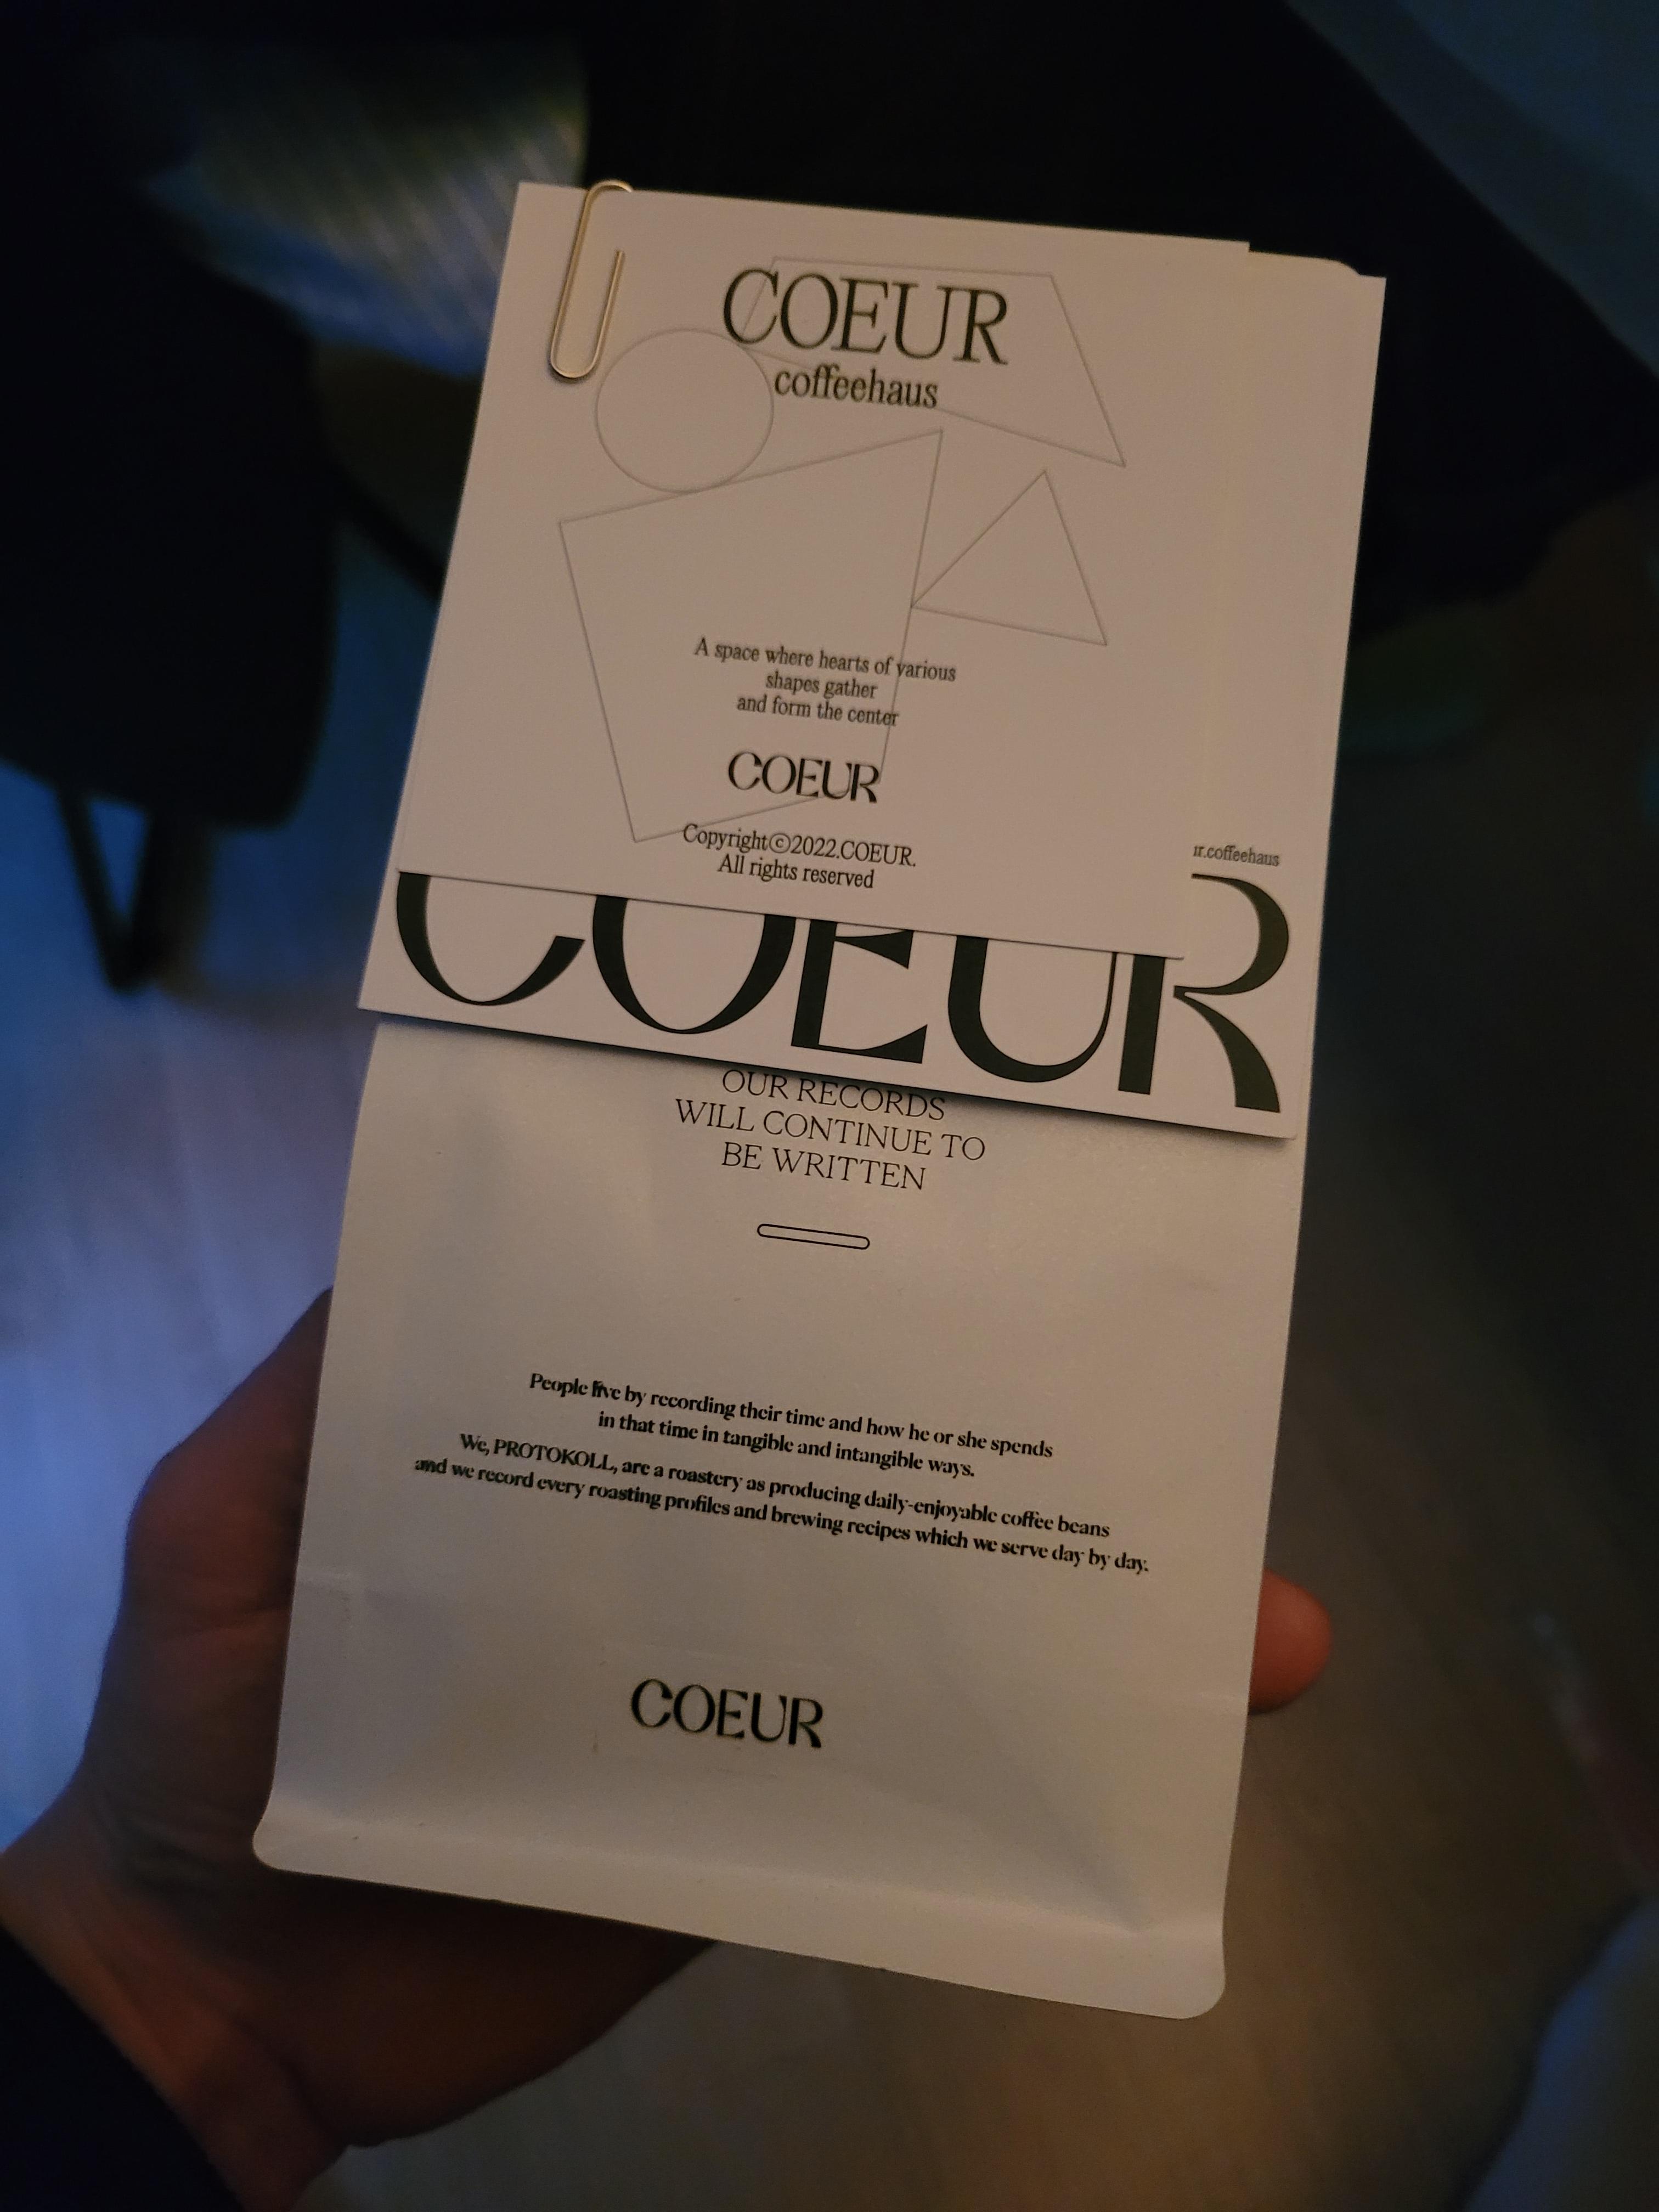 COEUR
coffeehaus
A space where hearts of various
shapes gather
and form the center
COEUR
Copyright©2022.COEUR.
All rights reserved
r.coffeehaus
COEUR
OUR RECORDS
WILL CONTINUE TO
BE WRITTEN
People live by recording their time and how he or she spends
in that time in tangible and intangible ways.
We, PROTOKOLL, are a roastery as producing daily-enjoyable coffee beans
and we record every roasting profiles and brewing recipes which we serve day by day.
COEUR